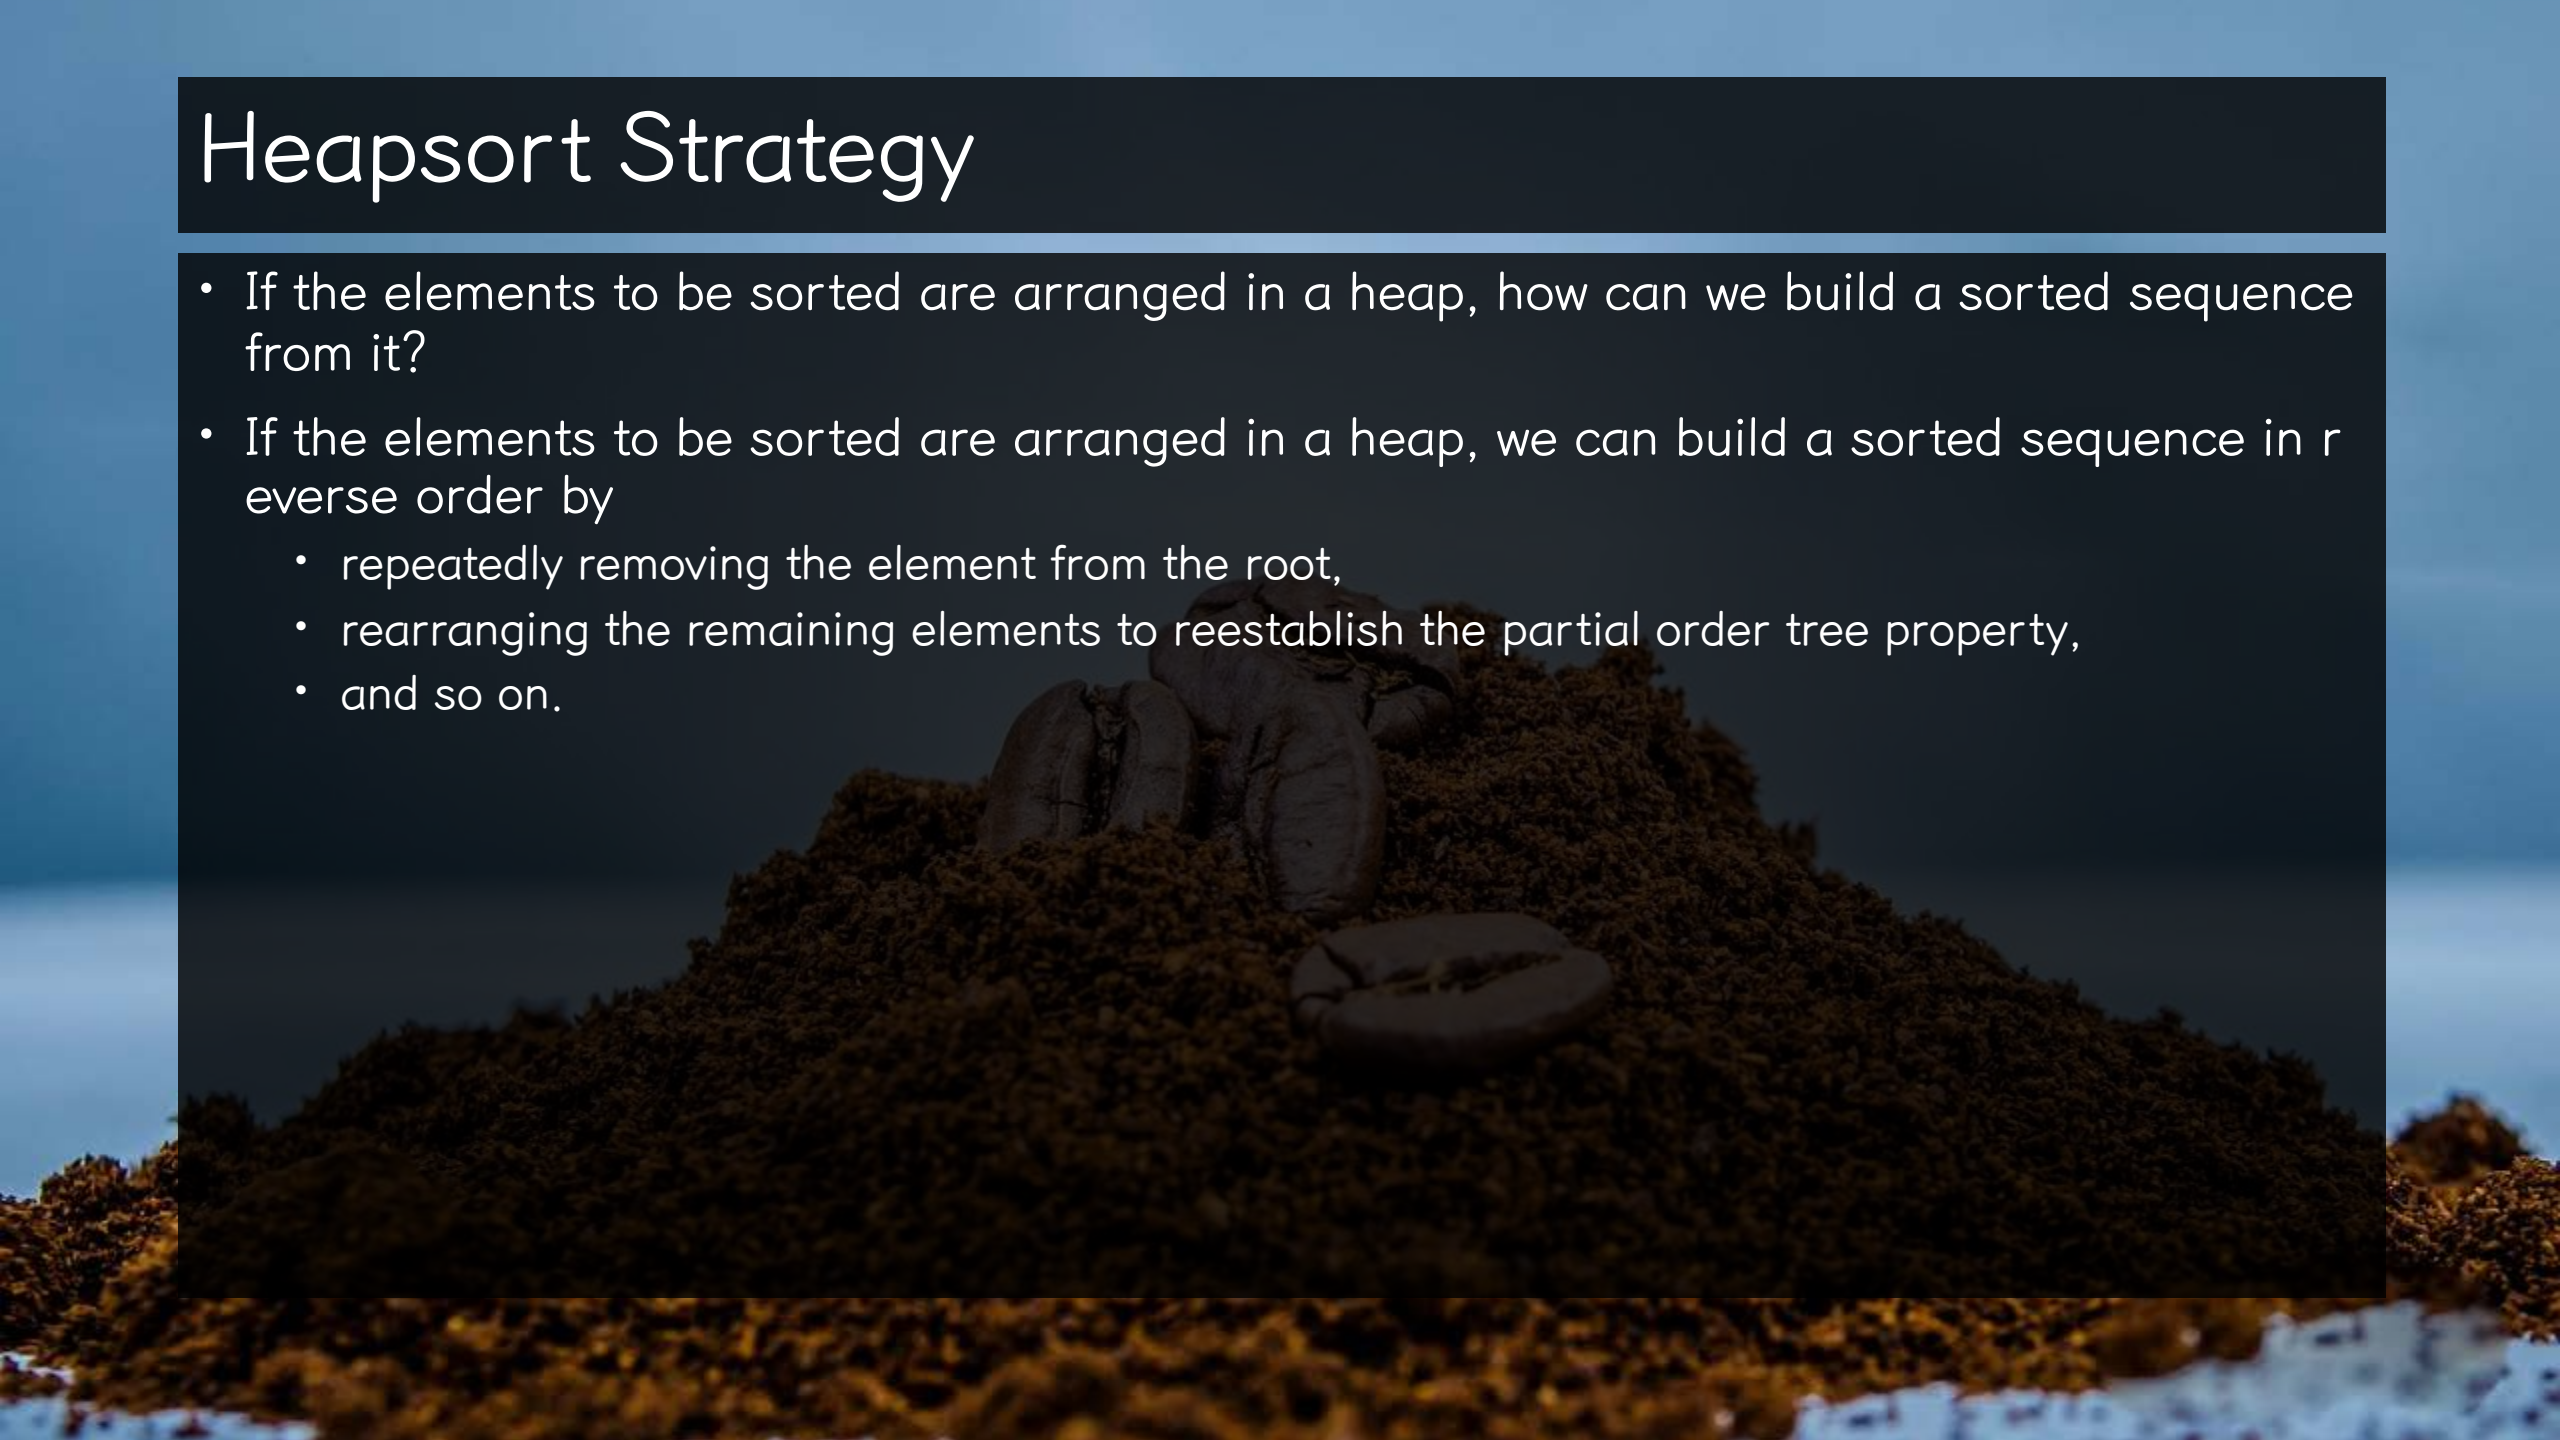 Heapsort Strategy
• If the elements to be sorted are arranged in a heap, how can we build a sorted sequence
from it?
• If the elements to be sorted are arranged in a heap, we can build a sorted sequence in r
everse order by
• repeatedly removing the element from the root,
• rearranging the remaining elements to reestablish the partial order tree property,
• and so on.